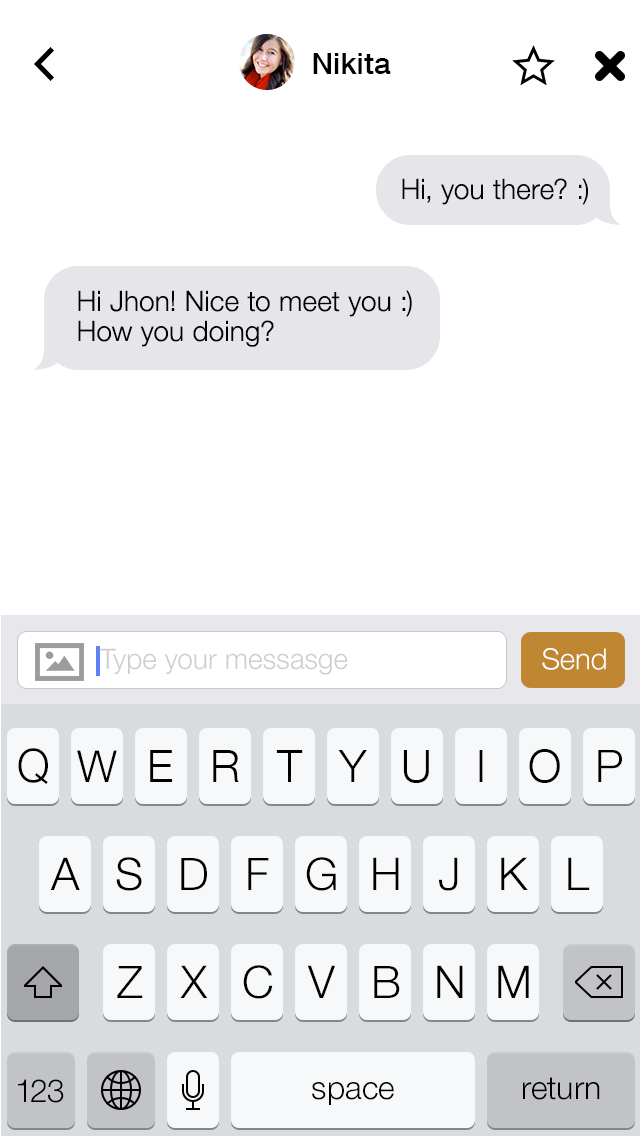 Nikita
Hi, you there? :)
Hi Jhon! Nice to meet you :)
How you doing?
Type your messasge
Send
Q W E R T Y U I O P
A S D F G H J K L
Z X C V B N M
123 space return